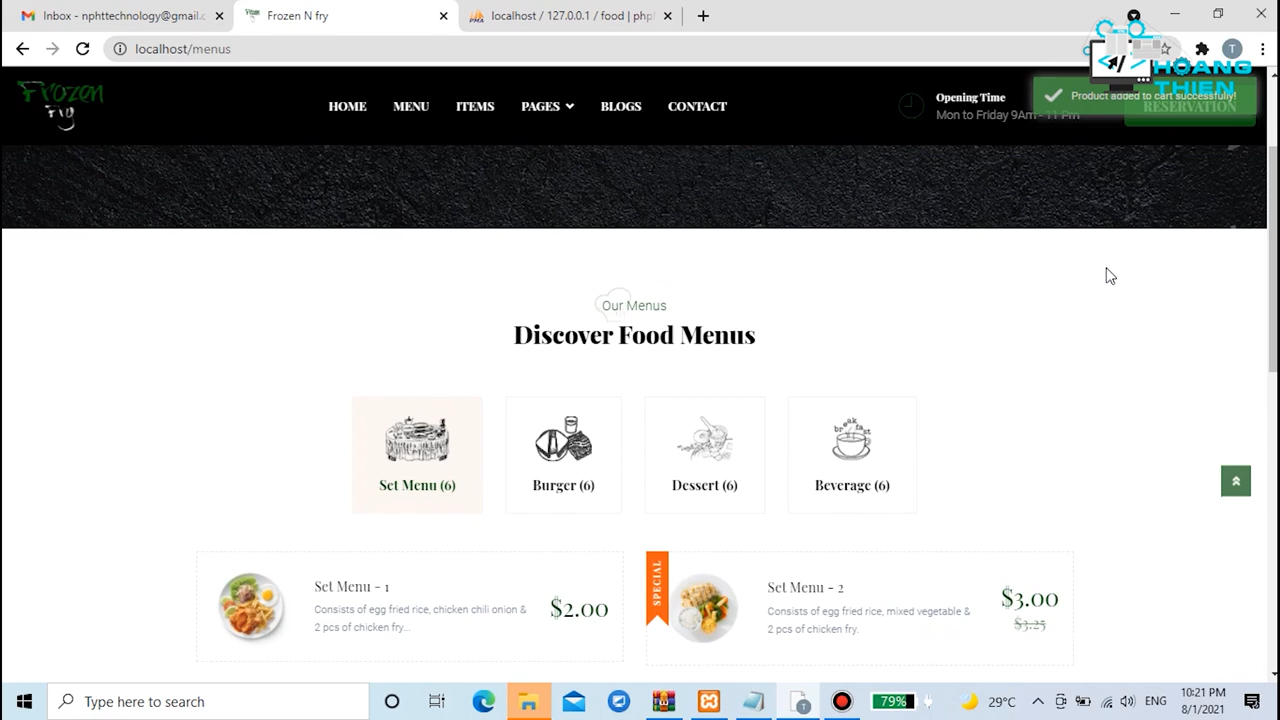 Inbox - nphttechnology@gmail.c
Frozen N fry
localhost / 127.0.0.1 / food | php
localhost/menus
T
HOANG
THIEN
Frozen
Fry
HOME
MENU
ITEMS
PAGES
BLOGS
CONTACT
Opening Time
Mon to Friday 9Am - 11 Pm
Product added to cart successfully!
RESERVATION
Our Menus
Discover Food Menus
breakfast
Set Menu (6)
Burger (6)
Dessert (6)
Beverage (6)
Set Menu - 1
Consists of egg fried rice, chicken chili onion &
2 pcs of chicken fry...
$2.00
SPECIAL
Set Menu - 2
Consists of egg fried rice, mixed vegetable &
2 pcs of chicken fry.
$3.00
$3.25
Type here to search
79%
29°C
ENG
10:21 PM
8/1/2021